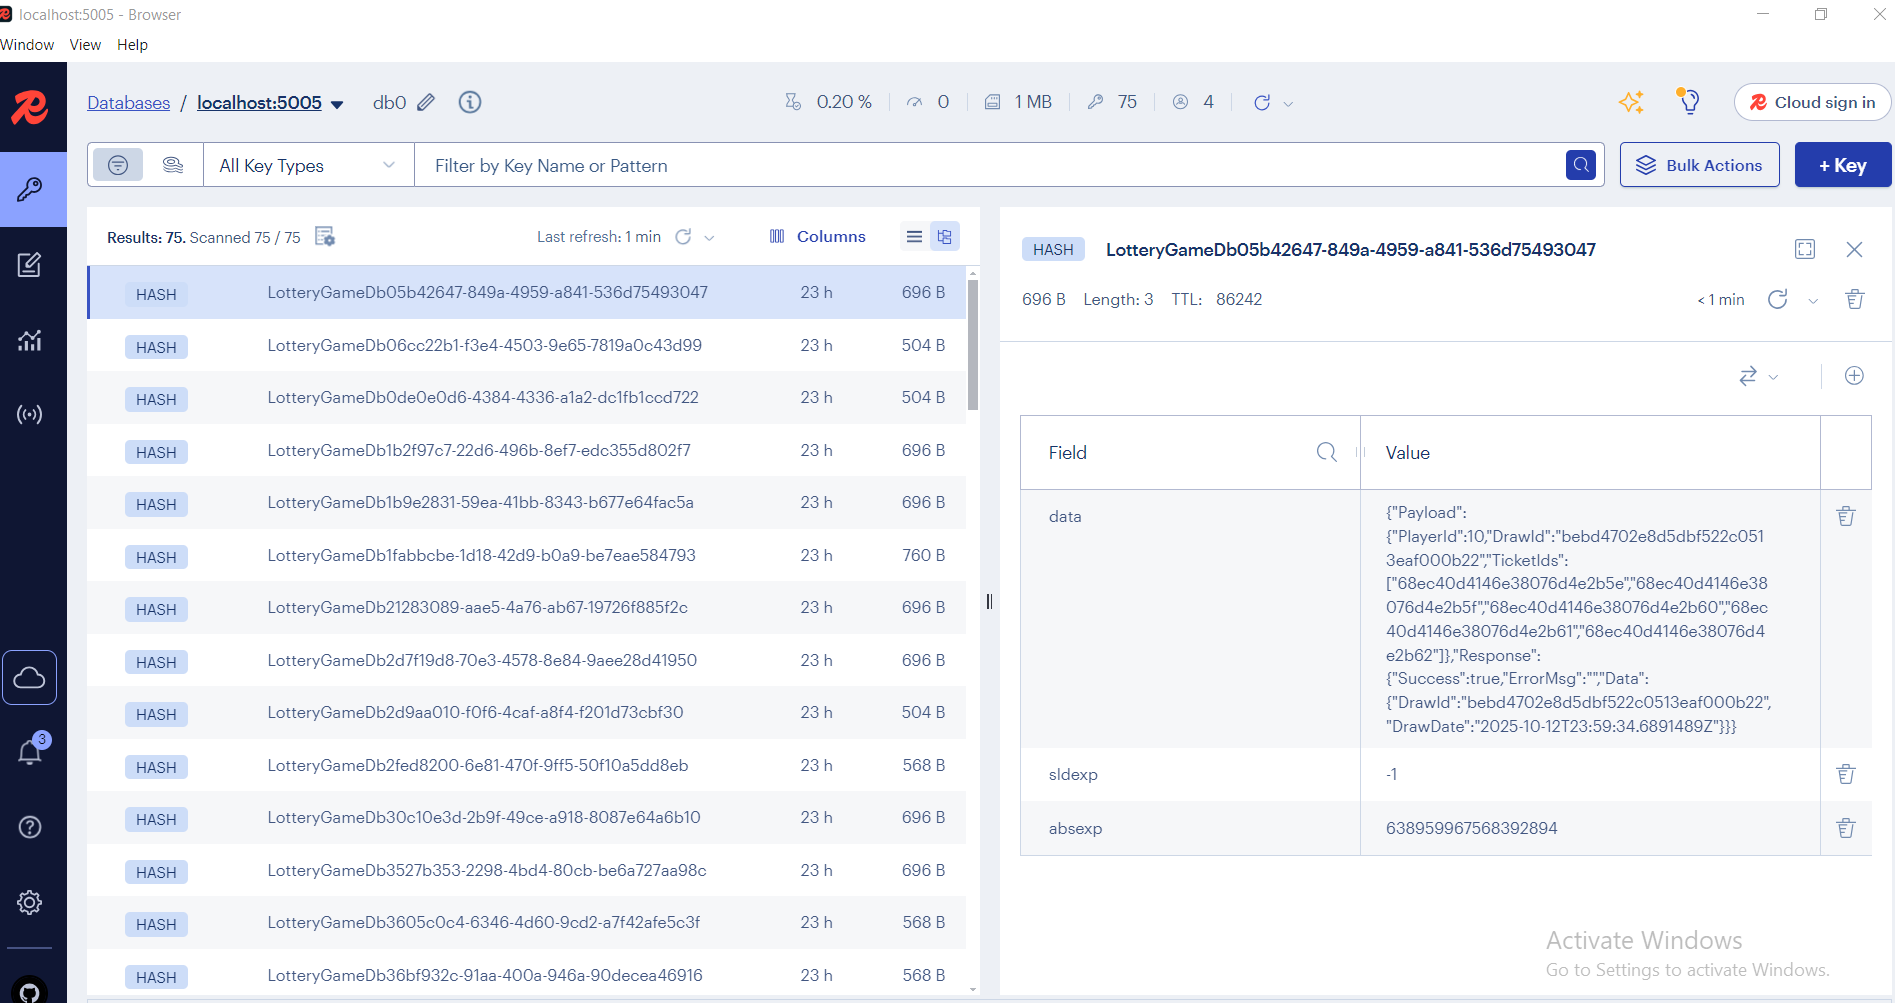 localhost:5005 - Browser
Window View Help
Databases / localhost:5005 db0 0.20 % 0 1 MB 75 4 Cloud sign in
All Key Types Filter by Key Name or Pattern Bulk Actions + Key
Results: 75. Scanned 75 / 75 Last refresh: 1 min Columns
HASH LotteryGameDb05b42647-849a-4959-a841-536d75493047 23 h 696 B
HASH LotteryGameDb06cc22b1-f3e4-4503-9e65-7819a0c43d99 23 h 504 B
HASH LotteryGameDb0de0e0d6-4384-4336-a1a2-dc1fb1ccd722 23 h 504 B
HASH LotteryGameDb1b2f97c7-22d6-496b-8ef7-edc355d802f7 23 h 696 B
HASH LotteryGameDb1b9e2831-59ea-41bb-8343-b677e64fac5a 23 h 696 B
HASH LotteryGameDb1fabbcbe-1d18-42d9-b0a9-be7eae584793 23 h 760 B
HASH LotteryGameDb21283089-aae5-4a76-ab67-19726f885f2c 23 h 696 B
HASH LotteryGameDb2d7f19d8-70e3-4578-8e84-9aee28d41950 23 h 696 B
HASH LotteryGameDb2d9aa010-f0f6-4caf-a8f4-f201d73cbf30 23 h 504 B
HASH LotteryGameDb2fed8200-6e81-470f-9ff5-50f10a5dd8eb 23 h 568 B
HASH LotteryGameDb30c10e3d-2b9f-49ce-a918-8087e64a6b10 23 h 696 B
HASH LotteryGameDb3527b353-2298-4bd4-80cb-be6a727aa98c 23 h 696 B
HASH LotteryGameDb3605c0c4-6346-4d60-9cd2-a7f42afe5c3f 23 h 568 B
HASH LotteryGameDb36bf932c-91aa-400a-946a-90decea46916 23 h 568 B
3
HASH LotteryGameDb05b42647-849a-4959-a841-536d75493047
696 B Length: 3 TTL: 86242 < 1 min
Field Value
data
{"Payload":
{"PlayerId":10,"DrawId":"bebd4702e8d5dbf522c051
3eaf000b22","TicketIds":
["68ec40d4146e38076d4e2b5e","68ec40d4146e38
076d4e2b5f","68ec40d4146e38076d4e2b60","68ec
40d4146e38076d4e2b61","68ec40d4146e38076d4
e2b62"]},"Response":
{"Success":true,"ErrorMsg":"","Data":
{"DrawId":"bebd4702e8d5dbf522c0513eaf000b22",
"DrawDate":"2025-10-12T23:59:34.6891489Z"}}}
sldexp -1
absexp 638959967568392894
Activate Windows
Go to Settings to activate Windows.